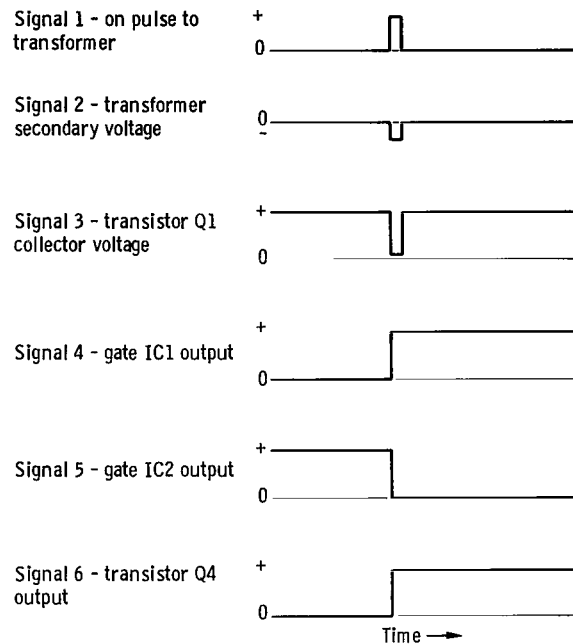 Signal 1 - on pulse to
transformer
+
0
Signal 2 - transformer
secondary voltage
0
-
Signal 3 - transistor Q1
collector voltage
+
0
Signal 4 - gate IC1 output
+
0
Signal 5 - gate IC2 output
+
0
Signal 6 - transistor Q4
output
+
0
Time